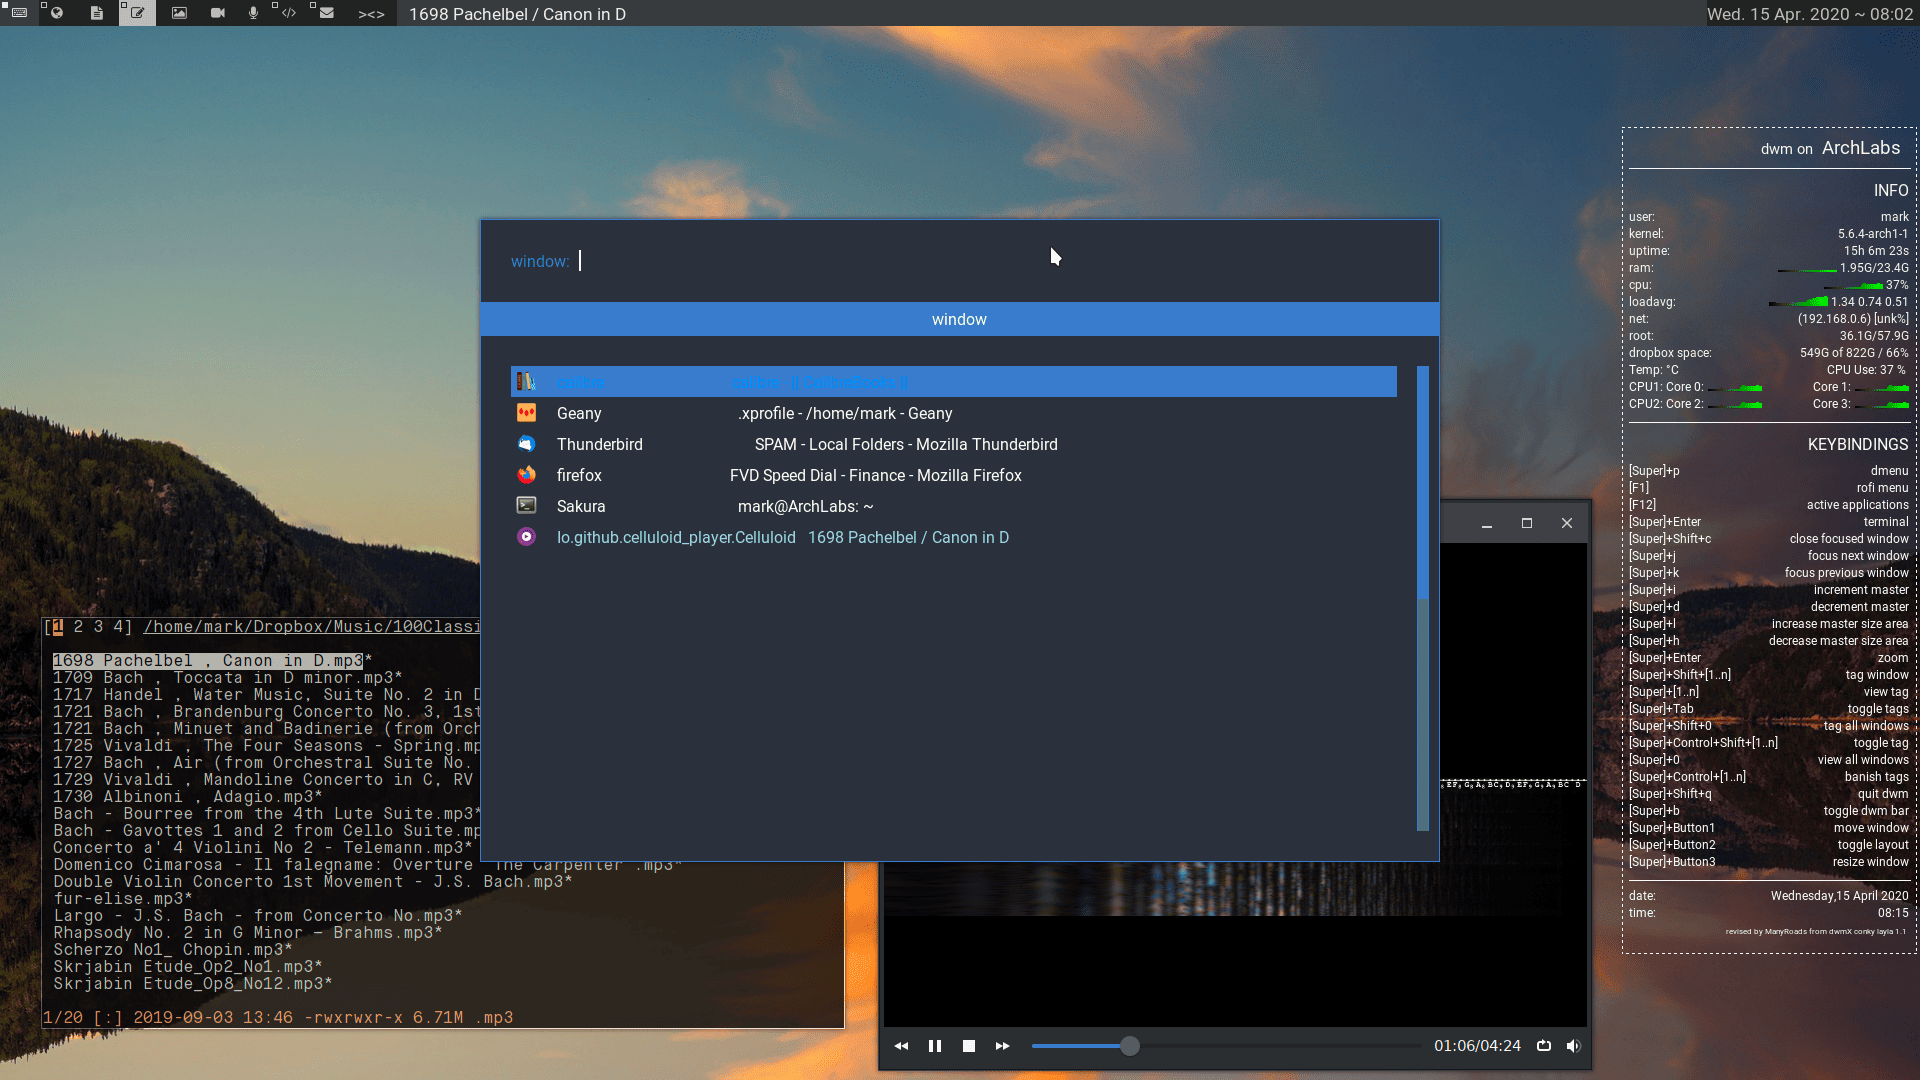 1698 Pachelbel / Canon in D
Wed. 15 Apr. 2020 ~ 08:02
window:
window
calibre calibre - || CalibreBooks ||
Geany .xprofile - /home/mark - Geany
Thunderbird SPAM - Local Folders - Mozilla Thunderbird
firefox FVD Speed Dial - Finance - Mozilla Firefox
Sakura mark@ArchLabs: ~
Io.github.celluloid_player.Celluloid 1698 Pachelbel / Canon in D
[1 2 3 4] /home/mark/Dropbox/Music/100Classi
1698 Pachelbel , Canon in D.mp3*
1709 Bach , Toccata in D minor.mp3*
1717 Handel , Water Music, Suite No. 2 in D
1721 Bach , Brandenburg Concerto No. 3, 1st
1721 Bach , Minuet and Badinerie (from Orch
1725 Vivaldi , The Four Seasons - Spring.mp
1727 Bach , Air (from Orchestral Suite No.
1729 Vivaldi , Mandoline Concerto in C, RV
1730 Albinoni , Adagio.mp3*
Bach - Bourree from the 4th Lute Suite.mp3*
Bach - Gavottes 1 and 2 from Cello Suite.mp
Concerto a' 4 Violini No 2 - Telemann.mp3*
Domenico Cimarosa - Il falegname: Overture "The Carpenter".mp3*
Double Violin Concerto 1st Movement - J.S. Bach.mp3*
fur-elise.mp3*
Largo - J.S. Bach - from Concerto No.mp3*
Rhapsody No. 2 in G Minor – Brahms.mp3*
Scherzo No1_ Chopin.mp3*
Skrjabin Etude_Op2_No1.mp3*
Skrjabin Etude_Op8_No12.mp3*
1/20 [:] 2019-09-03 13:46 -rwxrwxr-x 6.71M .mp3
01:06/04:24
dwm on ArchLabs
INFO
user: mark
kernel: 5.6.4-arch1-1
uptime: 15h 6m 23s
ram: 1.95G/23.4G
cpu: 37%
loadavg: 1.34 0.74 0.51
net: (192.168.0.6) [unk%]
root: 36.1G/57.9G
dropbox space: 549G of 822G / 66%
Temp: °C CPU Use: 37 %
CPU1: Core 0: Core 1:
CPU2: Core 2: Core 3:
KEYBINDINGS
[Super]+p dmenu
[F1] rofi menu
[F12] active applications
[Super]+Enter terminal
[Super]+Shift+c close focused window
[Super]+j focus next window
[Super]+k focus previous window
[Super]+i increment master
[Super]+d decrement master
[Super]+l increase master size area
[Super]+h decrease master size area
[Super]+Enter zoom
[Super]+Shift+[1..n] tag window
[Super]+[1..n] view tag
[Super]+Tab toggle tags
[Super]+Shift+0 tag all windows
[Super]+Control+Shift+[1..n] toggle tag
[Super]+0 view all windows
[Super]+Control+[1..n] banish tags
[Super]+Shift+q quit dwm
[Super]+b toggle dwm bar
[Super]+Button1 move window
[Super]+Button2 toggle layout
[Super]+Button3 resize window
date: Wednesday,15 April 2020
time: 08:15
revised by ManyRoads from dwmX conky layla 1.1